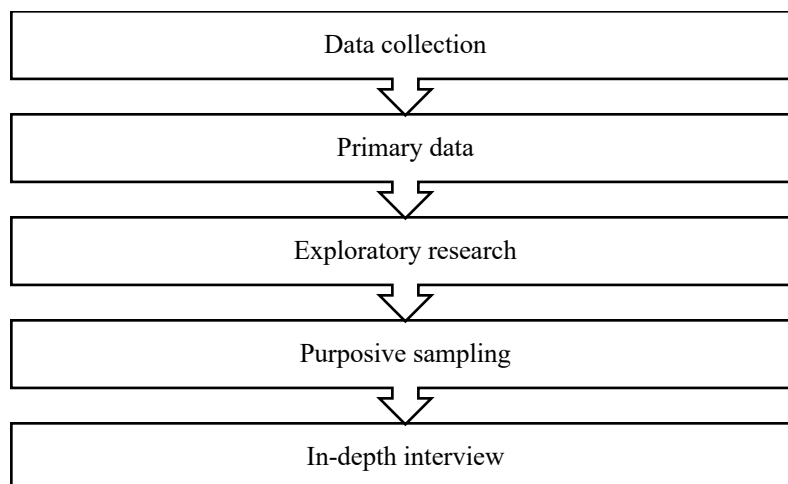 Data collection
Primary data
Exploratory research
Purposive sampling
In-depth interview